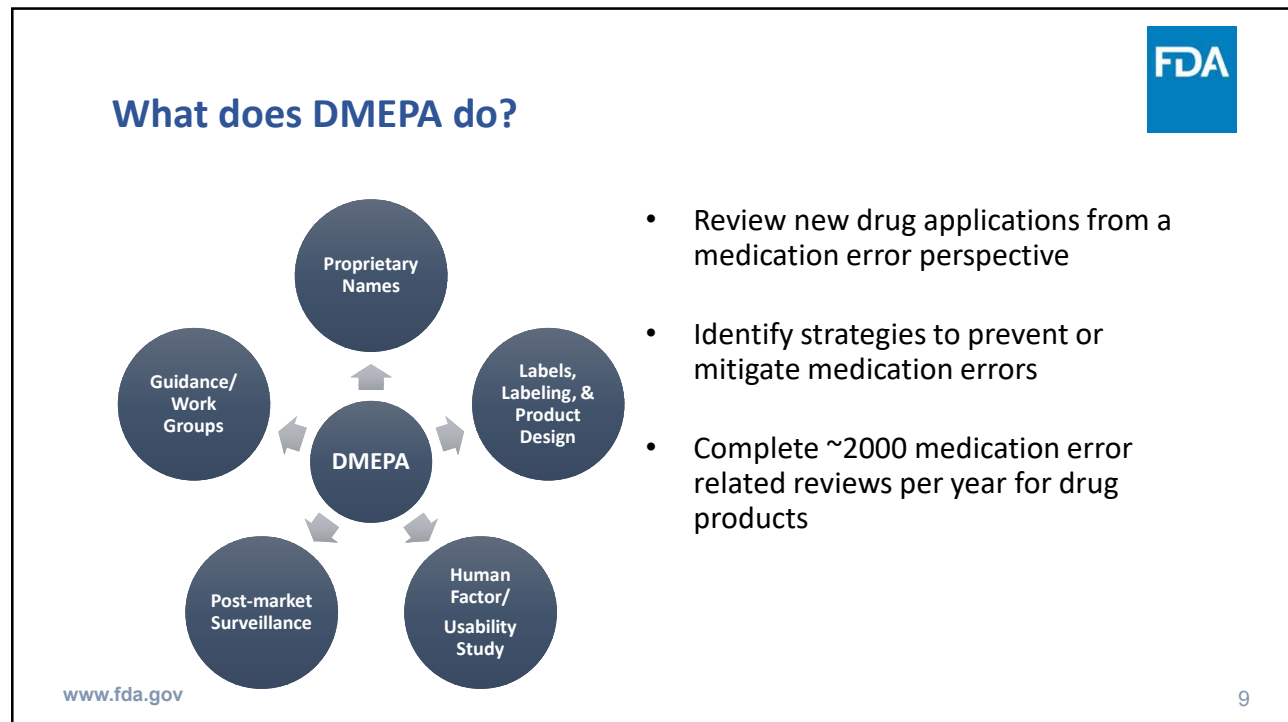 FDA
What does DMEPA do?
Proprietary
Names
Labels,
Labeling, &
Product
Design
Human
Factor/
Usability
Study
Post-market
Surveillance
Guidance/
Work
Groups
DMEPA
• Review new drug applications from a
medication error perspective
• Identify strategies to prevent or
mitigate medication errors
• Complete ~2000 medication error
related reviews per year for drug
products
www.fda.gov
9